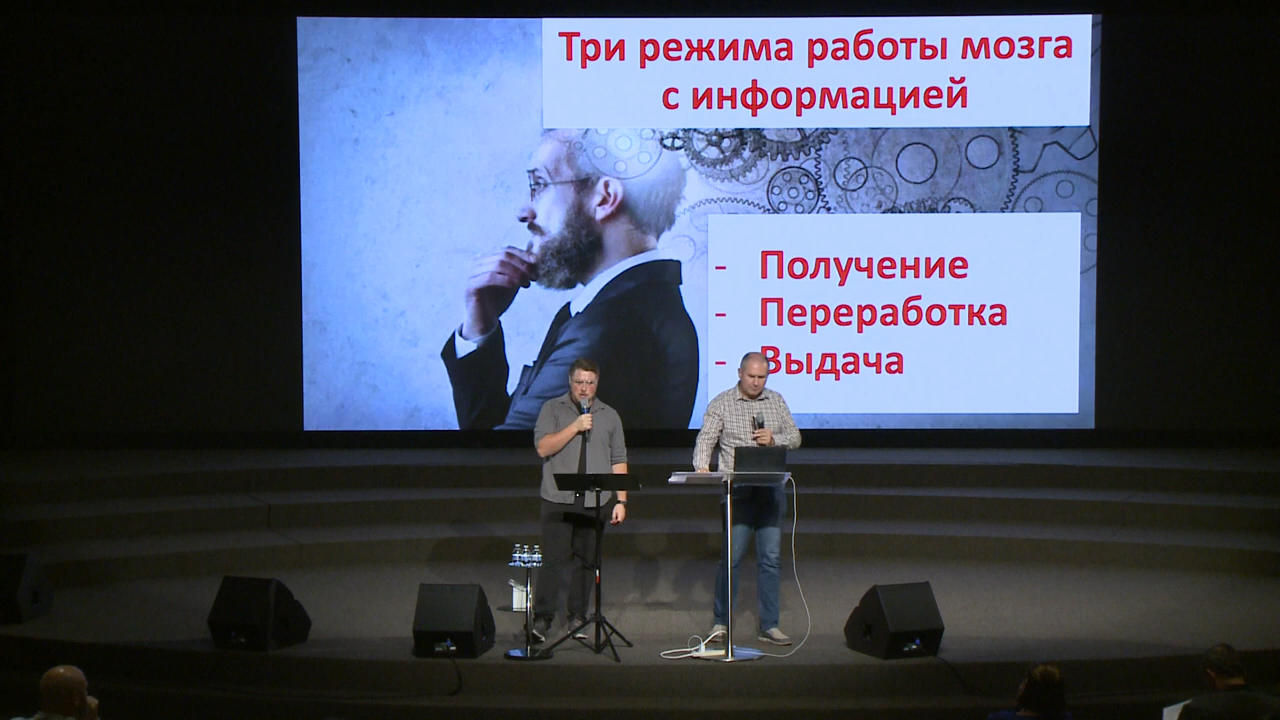 Три режима работы мозга
с информацией
- Получение
- Переработка
- Выдача